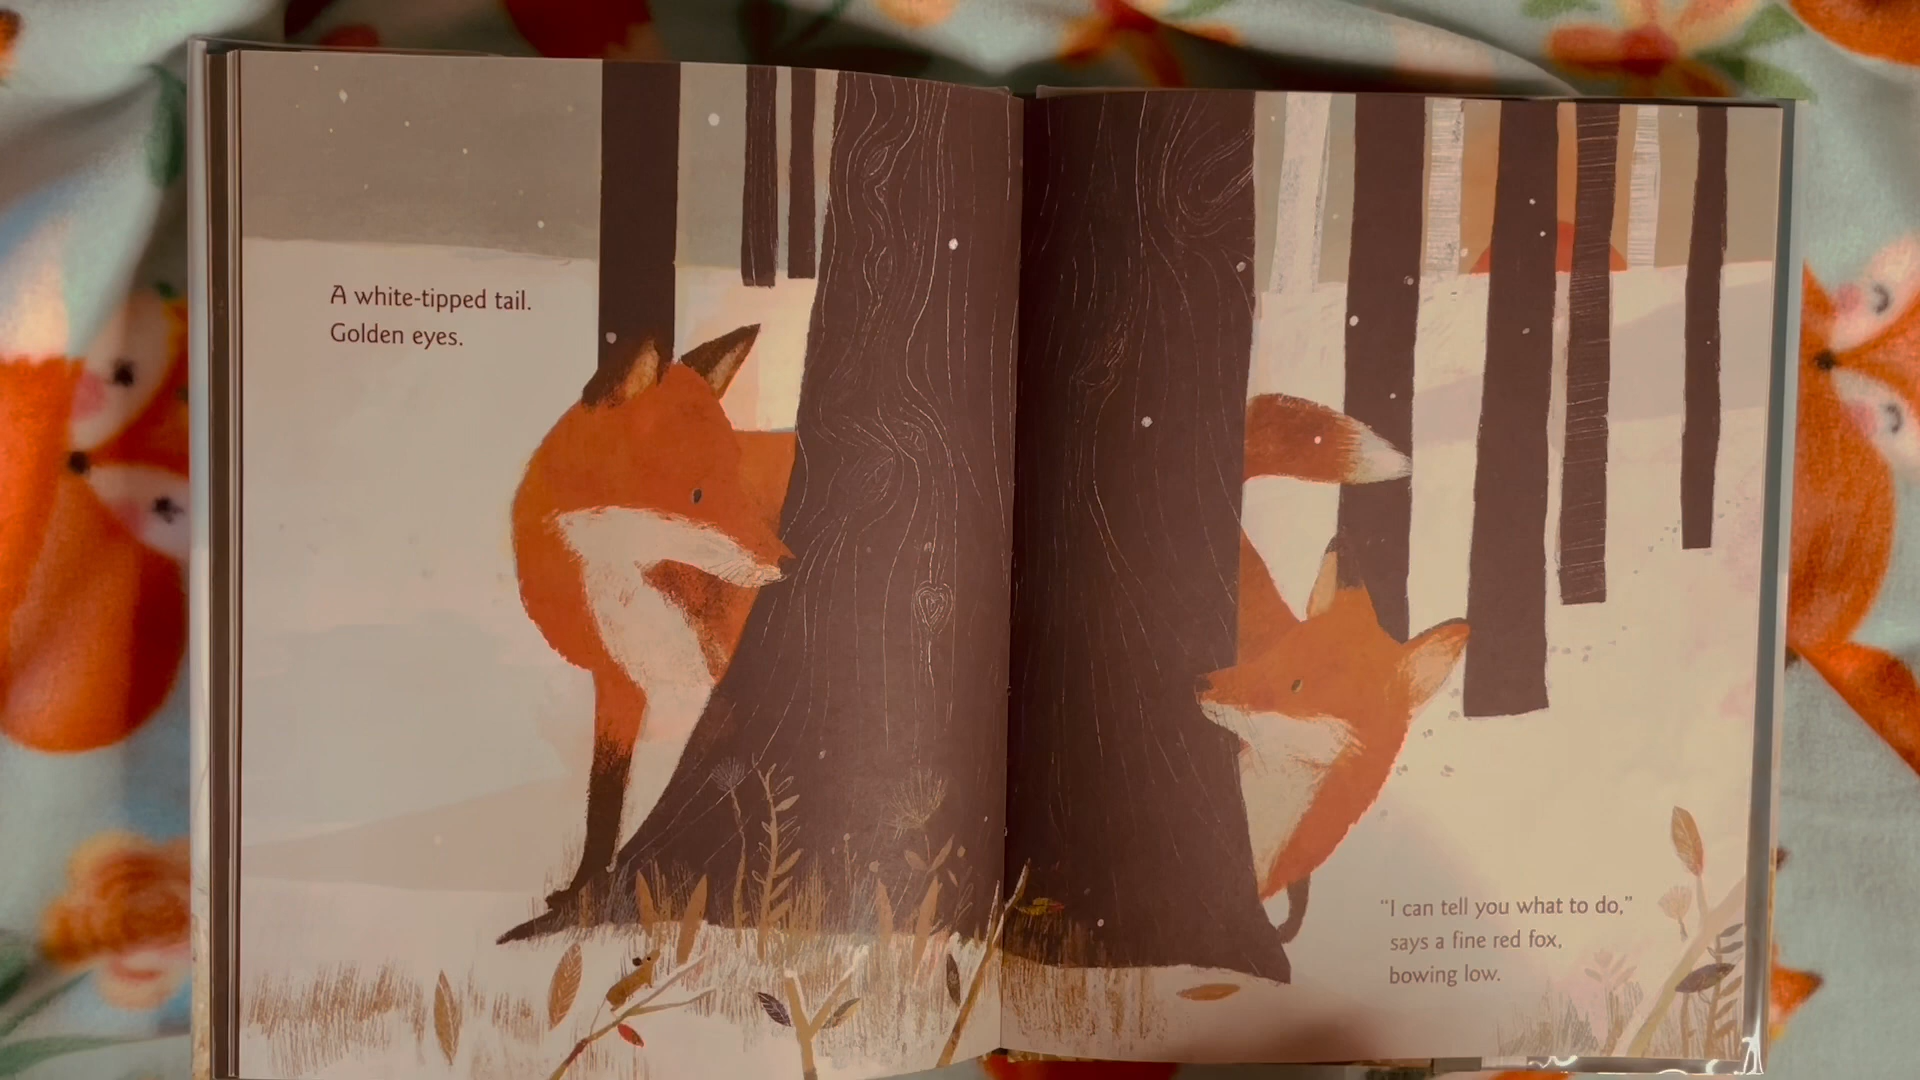 A white-tipped tail.
Golden eyes.
“I can tell you what to do,”
says a fine red fox,
bowing low.